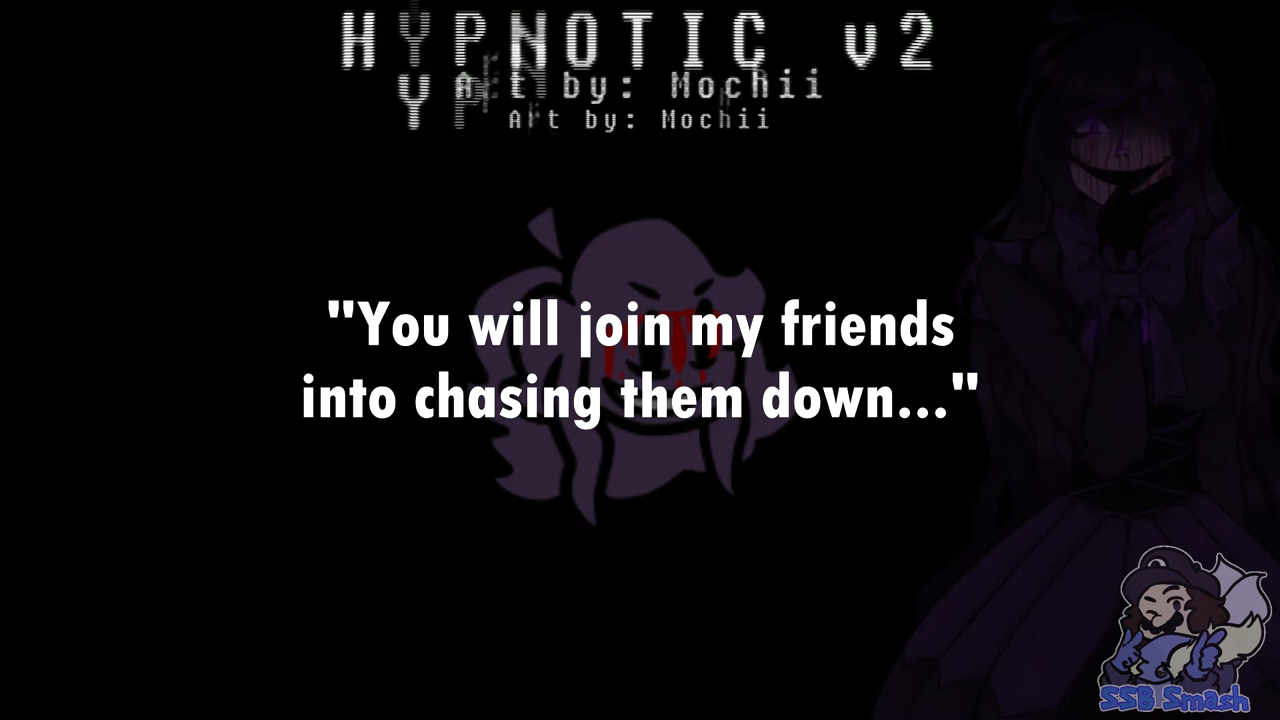 HYPNOTIC v2
Art by: Mochii
Art by: Mochii
"You will join my friends
into chasing them down..."
SSB Smash